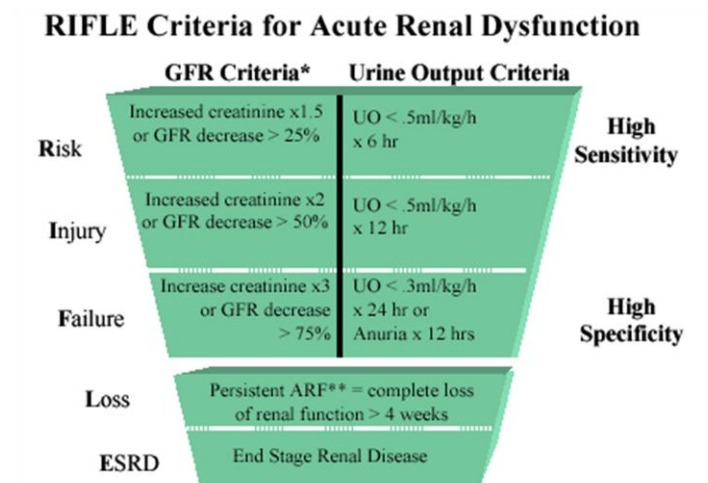 RIFLE Criteria for Acute Renal Dysfunction
GFR Criteria*
Urine Output Criteria
Risk
Increased creatinine x1.5
or GFR decrease > 25%
UO < .5ml/kg/h
x 6 hr
High
Sensitivity
Injury
Increased creatinine x2
or GFR decrease > 50%
UO < .5ml/kg/h
x 12 hr
Failure
Increase creatinine x3
or GFR decrease
> 75%
UO < .3ml/kg/h
x 24 hr or
Anuria x 12 hrs
High
Specificity
Loss
Persistent ARF** = complete loss
of renal function > 4 weeks
ESRD
End Stage Renal Disease